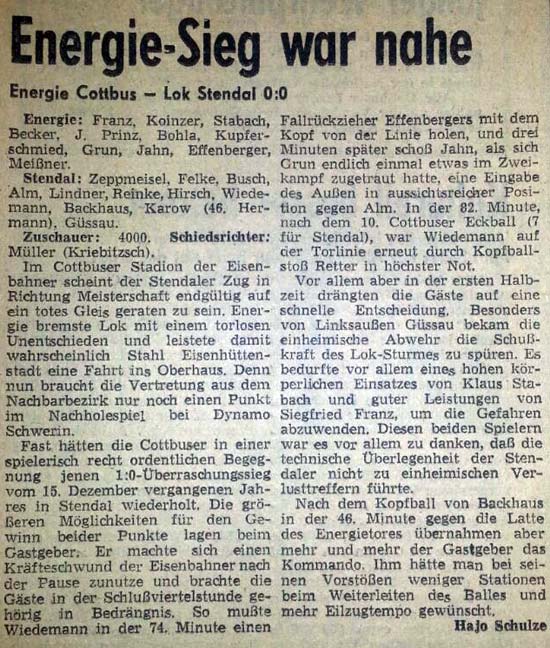 Energie-Sieg war nahe
Energie Cottbus — Lok Stendal 0:0
Energie: Franz, Koinzer, Stabach,
Becker, J. Prinz, Bohla, Kupfer-
schmied, Grun, Jahn, Effenberger,
Meißner.
Stendal: Zeppmeisel, Felke, Busch,
Alm, Lindner, Reinke, Hirsch, Wiede-
mann, Backhaus, Karow (46. Her-
mann), Güssau.
Zuschauer: 4000. Schiedsrichter:
Müller (Kriebitzsch).
Im Cottbuser Stadion der Eisen-
bahner scheint der Stendaler Zug in
Richtung Meisterschaft endgültig auf
ein totes Gleis geraten zu sein. Ener-
gie bremste Lok mit einem torlosen
Unentschieden und leistete damit
wahrscheinlich Stahl Eisenhütten-
stadt eine Fahrt ins Oberhaus. Denn
nun braucht die Vertretung aus dem
Nachbarbezirk nur noch einen Punkt
im Nachholespiel bei Dynamo
Schwerin.
Fast hätten die Cottbuser in einer
spielerisch recht ordentlichen Begeg-
nung jenen 1:0-Überraschungssieg
vom 15. Dezember vergangenen Jah-
res in Stendal wiederholt. Die grö-
ßeren Möglichkeiten für den Ge-
winn beider Punkte lagen beim
Gastgeber. Er machte sich einen
Kräfteschwund der Eisenbahner nach
der Pause zunutze und brachte die
Gäste in der Schlußviertelstunde ge-
hörig in Bedrängnis. So mußte
Wiedemann in der 74. Minute einen
Fallrückzieher Effenbergers mit dem
Kopf von der Linie holen, und drei
Minuten später schoß Jahn, als sich
Grun endlich einmal etwas im Zwei-
kampf zugetraut hatte, eine Eingabe
des Außen in aussichtsreicher Posi-
tion gegen Alm. In der 82. Minute,
nach dem 10. Cottbuser Eckball (7
für Stendal), war Wiedemann auf
der Torlinie erneut durch Kopfball-
stoß Retter in höchster Not.
Vor allem aber in der ersten Halb-
zeit drängten die Gäste auf eine
schnelle Entscheidung. Besonders
von Linksaußen Güssau bekam die
einheimische Abwehr die Schuß-
kraft des Lok-Sturmes zu spüren. Es
bedurfte vor allem eines hohen kör-
perlichen Einsatzes von Klaus Sta-
bach und guter Leistungen von
Siegfried Franz, um die Gefahren
abzuwenden. Diesen beiden Spielern
war es vor allem zu danken, daß die
technische Überlegenheit der Sten-
daler nicht zu einheimischen Ver-
lusttreffern führte.
Nach dem Kopfball von Backhaus
in der 46. Minute gegen die Latte
des Energietores übernahmen aber
mehr und mehr der Gastgeber das
Kommando. Ihm hätte man bei sei-
nen Vorstößen weniger Stationen
beim Weiterleiten des Balles und
mehr Eilzugtempo gewünscht.
Hajo Schulze